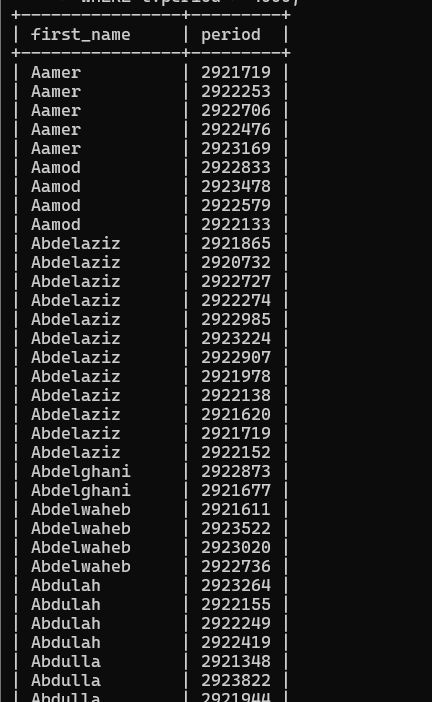 +-----------------+---------+
| first_name      | period  |
+-----------------+---------+
| Aamer           | 2921719 |
| Aamer           | 2922253 |
| Aamer           | 2922706 |
| Aamer           | 2922476 |
| Aamer           | 2923169 |
| Aamod           | 2922833 |
| Aamod           | 2923478 |
| Aamod           | 2922579 |
| Aamod           | 2922133 |
| Abdelaziz       | 2921865 |
| Abdelaziz       | 2920732 |
| Abdelaziz       | 2922727 |
| Abdelaziz       | 2922274 |
| Abdelaziz       | 2922985 |
| Abdelaziz       | 2923224 |
| Abdelaziz       | 2922907 |
| Abdelaziz       | 2921978 |
| Abdelaziz       | 2922138 |
| Abdelaziz       | 2921620 |
| Abdelaziz       | 2921719 |
| Abdelaziz       | 2922152 |
| Abdelghani      | 2922873 |
| Abdelghani      | 2921677 |
| Abdelwaheb      | 2921611 |
| Abdelwaheb      | 2923522 |
| Abdelwaheb      | 2923020 |
| Abdelwaheb      | 2922736 |
| Abdulah         | 2923264 |
| Abdulah         | 2922155 |
| Abdulah         | 2922249 |
| Abdulah         | 2922419 |
| Abdulla         | 2921348 |
| Abdulla         | 2923822 |
| Abdulla         | 2921944 |